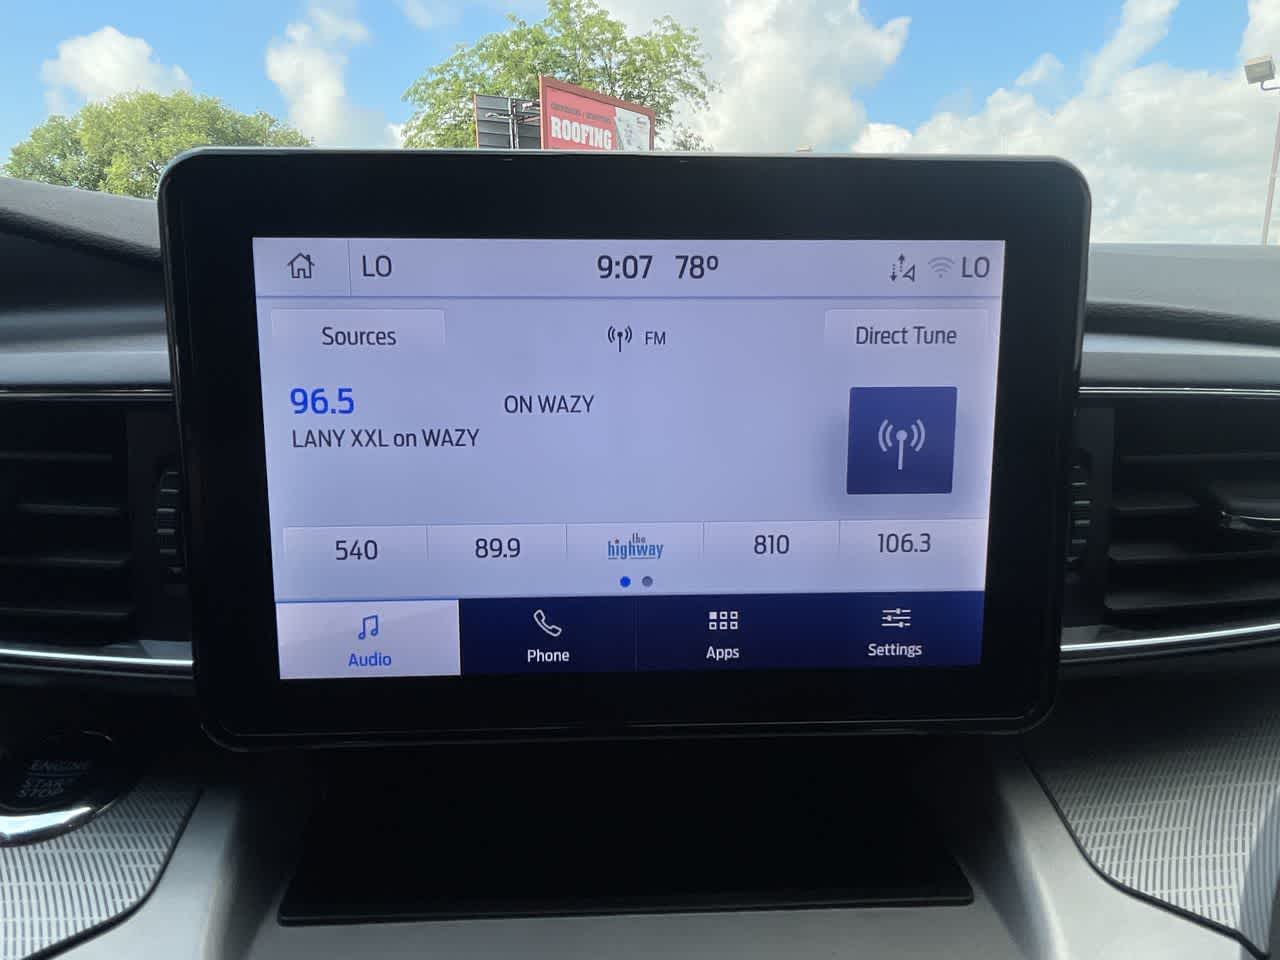 ROOFING
LO 9:07 78° LO
Sources FM Direct Tune
96.5 ON WAZY
LANY XXL on WAZY
540 89.9 the highway 810 106.3
Audio Phone Apps Settings
ENGINE
START
STOP